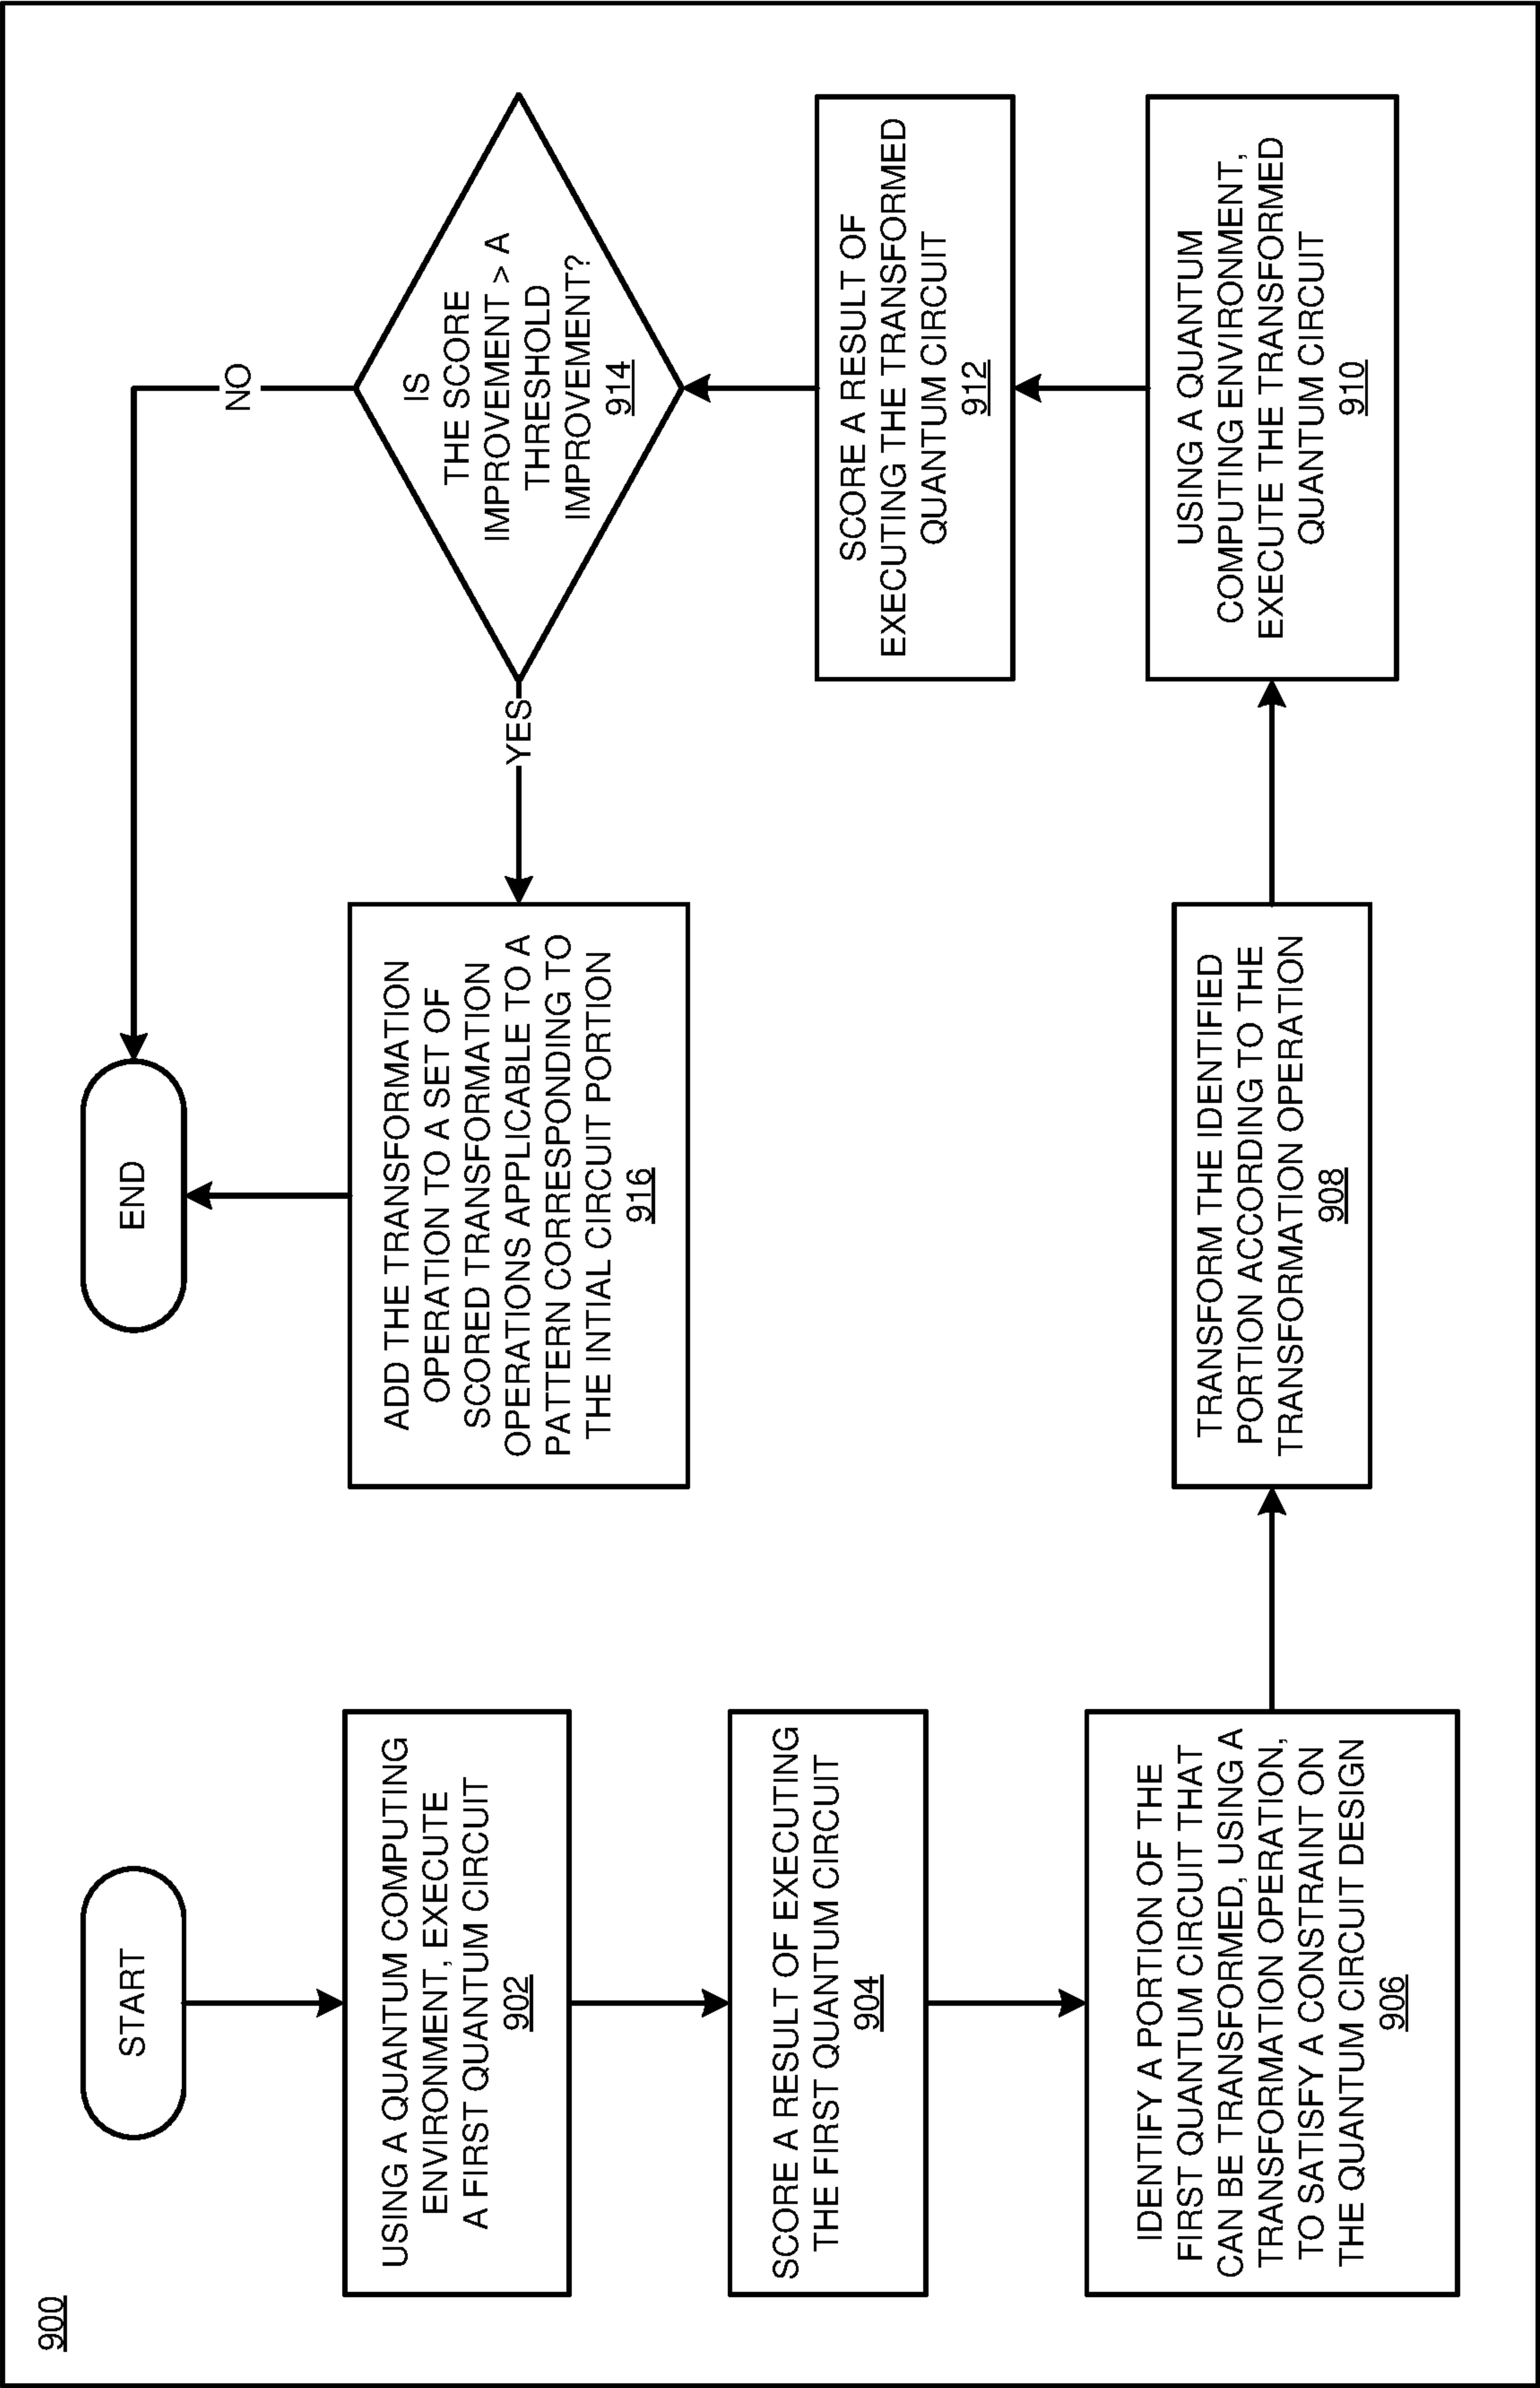 900
START
USING A QUANTUM COMPUTING
ENVIRONMENT, EXECUTE
A FIRST QUANTUM CIRCUIT
902
SCORE A RESULT OF EXECUTING
THE FIRST QUANTUM CIRCUIT
904
IDENTIFY A PORTION OF THE
FIRST QUANTUM CIRCUIT THAT
CAN BE TRANSFORMED, USING A
TRANSFORMATION OPERATION,
TO SATISFY A CONSTRAINT ON
THE QUANTUM CIRCUIT DESIGN
906
TRANSFORM THE IDENTIFIED
PORTION ACCORDING TO THE
TRANSFORMATION OPERATION
908
USING A QUANTUM
COMPUTING ENVIRONMENT,
EXECUTE THE TRANSFORMED
QUANTUM CIRCUIT
910
SCORE A RESULT OF
EXECUTING THE TRANSFORMED
QUANTUM CIRCUIT
912
IS
THE SCORE
IMPROVEMENT > A
THRESHOLD
IMPROVEMENT?
914
YES
NO
ADD THE TRANSFORMATION
OPERATION TO A SET OF
SCORED TRANSFORMATION
OPERATIONS APPLICABLE TO A
PATTERN CORRESPONDING TO
THE INTIAL CIRCUIT PORTION
916
END